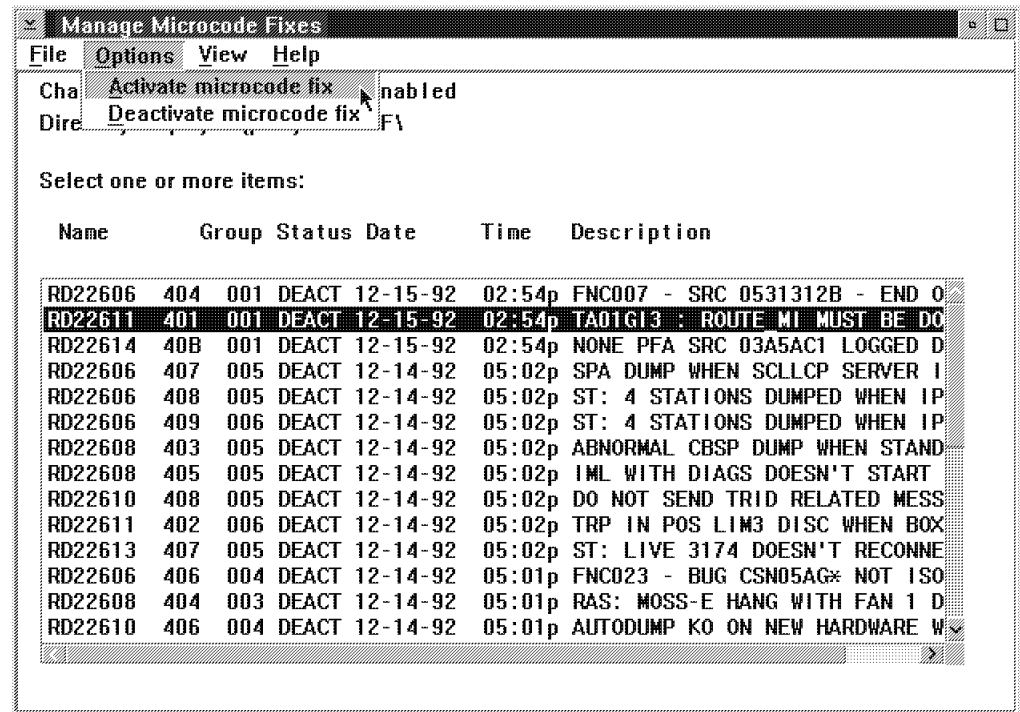 Manage Microcode Fixes
File Options View Help
Activate microcode fix
Deactivate microcode fix
Cha nabled
Dire F\
Select one or more items:
Name Group Status Date Time Description
RD22606 404 001 DEACT 12-15-92 02:54p FNC007 - SRC 0531312B - END O
RD22611 401 001 DEACT 12-15-92 02:54p TA01GI3 : ROUTE_MI MUST BE DO
RD22614 40B 001 DEACT 12-15-92 02:54p NONE PFA SRC 03A5AC1 LOGGED D
RD22606 407 005 DEACT 12-14-92 05:02p SPA DUMP WHEN SCLLCP SERVER I
RD22606 408 005 DEACT 12-14-92 05:02p ST: 4 STATIONS DUMPED WHEN IP
RD22606 409 006 DEACT 12-14-92 05:02p ST: 4 STATIONS DUMPED WHEN IP
RD22608 403 005 DEACT 12-14-92 05:02p ABNORMAL CBSP DUMP WHEN STAND
RD22608 405 005 DEACT 12-14-92 05:02p IML WITH DIAGS DOESN'T START
RD22610 408 005 DEACT 12-14-92 05:02p DO NOT SEND TRID RELATED MESS
RD22611 402 006 DEACT 12-14-92 05:02p TRP IN POS LIM3 DISC WHEN BOX
RD22613 407 005 DEACT 12-14-92 05:02p ST: LIVE 3174 DOESN'T RECONNE
RD22606 406 004 DEACT 12-14-92 05:01p FNC023 - BUG CSN05AG* NOT ISO
RD22608 404 003 DEACT 12-14-92 05:01p RAS: MOSS-E HANG WITH FAN 1 D
RD22610 406 004 DEACT 12-14-92 05:01p AUTODUMP KO ON NEW HARDWARE W